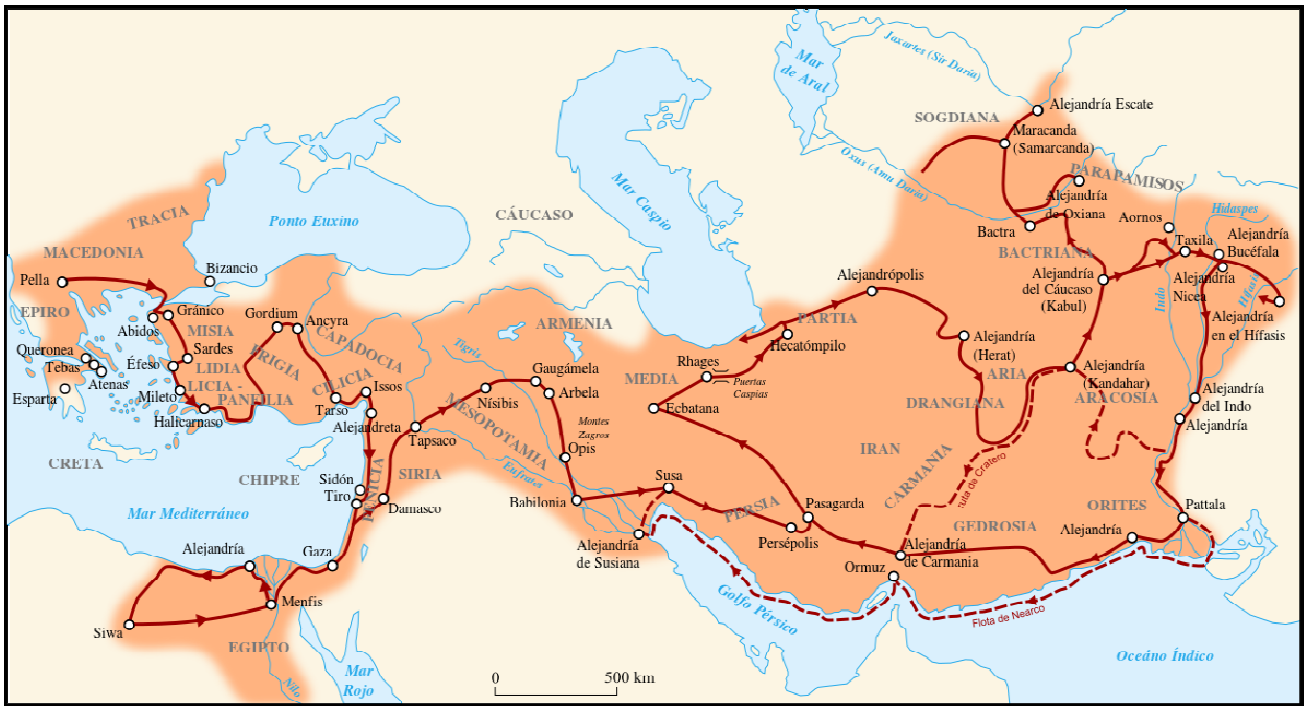 Mar
de Aral
Jaxartes (Sir Daria)
Alejandría Escate
SOGDIANA
Maracanda
(Samarcanda)
Oxus (Amu Daria)
PARAPAMISOS
Alejandría
de Oxiana
Bactra
BACTRIANA
Aornos
Hidaspes
Taxila
Alejandría
Bucéfala
Alejandría
del Cáucaso
(Kabul)
Alejandría
Nicea
Indo
Hífasis
Alejandría
en el Hífasis
Mar Caspio
CÁUCASO
Ponto Euxino
TRACIA
MACEDONIA
Pella
Bizancio
EPIRO
Gránico
Abidos
MISIA
Gordium
Ancyra
CAPADOCIA
ARMENIA
Queronea
Tebas
Atenas
Esparta
Sardes
Éfeso
LIDIA
FRIGIA
LICIA -
PANFILIA
Mileto
Halicarnaso
CILICIA
Tarso
Issos
Alejandreta
Tigris
Gaugámela
Arbela
Nísibis
MESOPOTAMIA
Tapsaco
Montes
Zagros
Opis
Eufrates
Babilonia
MEDIA
Rhages
Puertas
Caspias
Ecbatana
Hecatómpilo
PARTIA
Alejandrópolis
Alejandría
(Herat)
ARIA
DRANGIANA
Alejandría
(Kandahar)
ARACOSIA
Alejandría
del Indo
Alejandría
CRETA
CHIPRE
Sidón
Tiro
FENICIA
SIRIA
Damasco
Mar Mediterráneo
Alejandría
Gaza
Menfis
Siwa
EGIPTO
Nilo
Mar
Rojo
Susa
Alejandría
de Susiana
PERSIA
Persépolis
Pasagarda
IRAN
CARMANIA
Ruta de Crátero
GEDROSIA
ORITES
Alejandría
Pattala
Alejandría
de Carmania
Ormuz
Golfo Pérsico
Flota de Nearco
Oceáno Índico
0
500 km